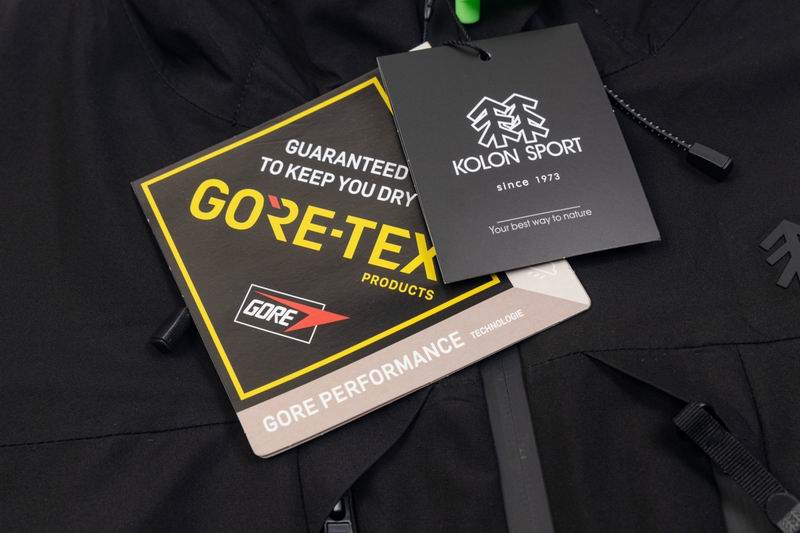 GUARANTEED
TO KEEP YOU DRY
GORE-TEX
PRODUCTS
GORE
GORE PERFORMANCE TECHNOLOGIE
KOLON SPORT
since 1973
Your best way to nature